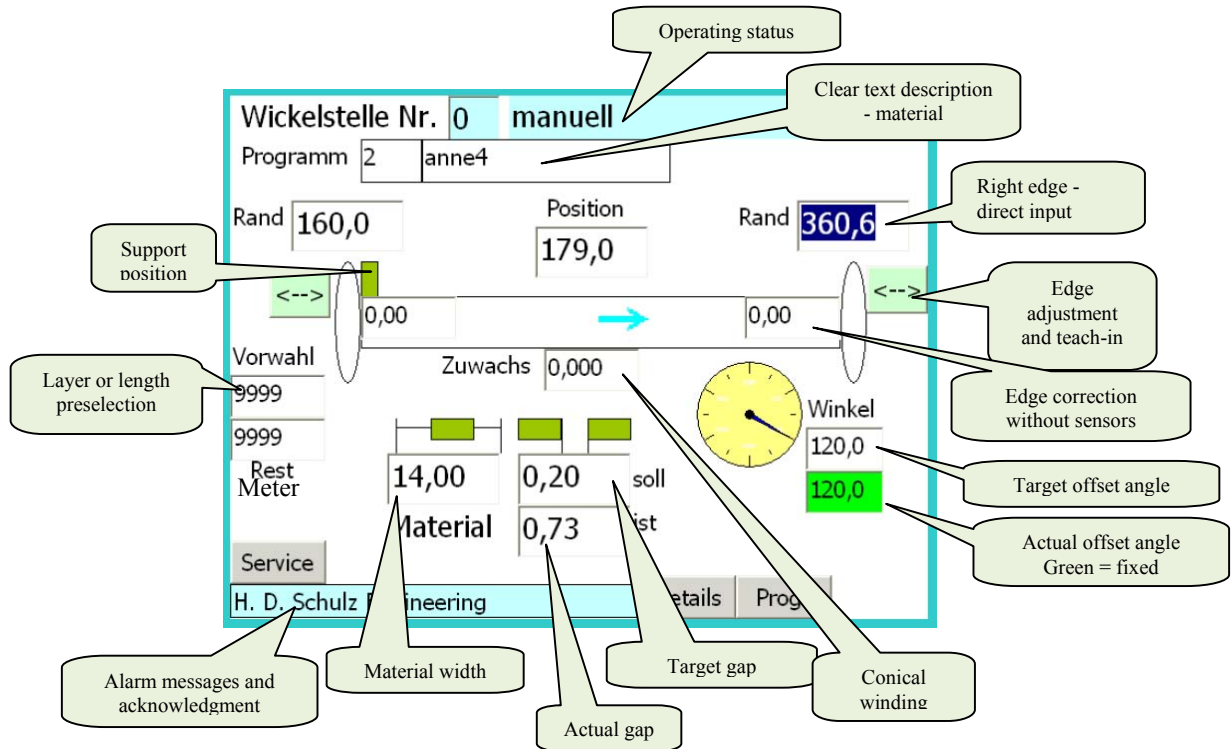 Operating status
Clear text description
- material
Wickelstelle Nr. 0 manuell
Programm 2 anne4
Right edge -
direct input
Rand 160,0
Position
179,0
Rand 360,6
Support
position
<-->
<-->
Edge
adjustment
and teach-in
0,00
0,00
Vorwahl
9999
9999
Rest
Meter
Layer or length
preselection
Zuwachs 0,000
Edge correction
without sensors
Winkel
120,0
120,0
Target offset angle
Actual offset angle
Green = fixed
14,00
0,20 soll
Material
0,73 ist
Service
H. D. Schulz Engineering
etails
Prog
Alarm messages and
acknowledgment
Material width
Actual gap
Target gap
Conical
winding